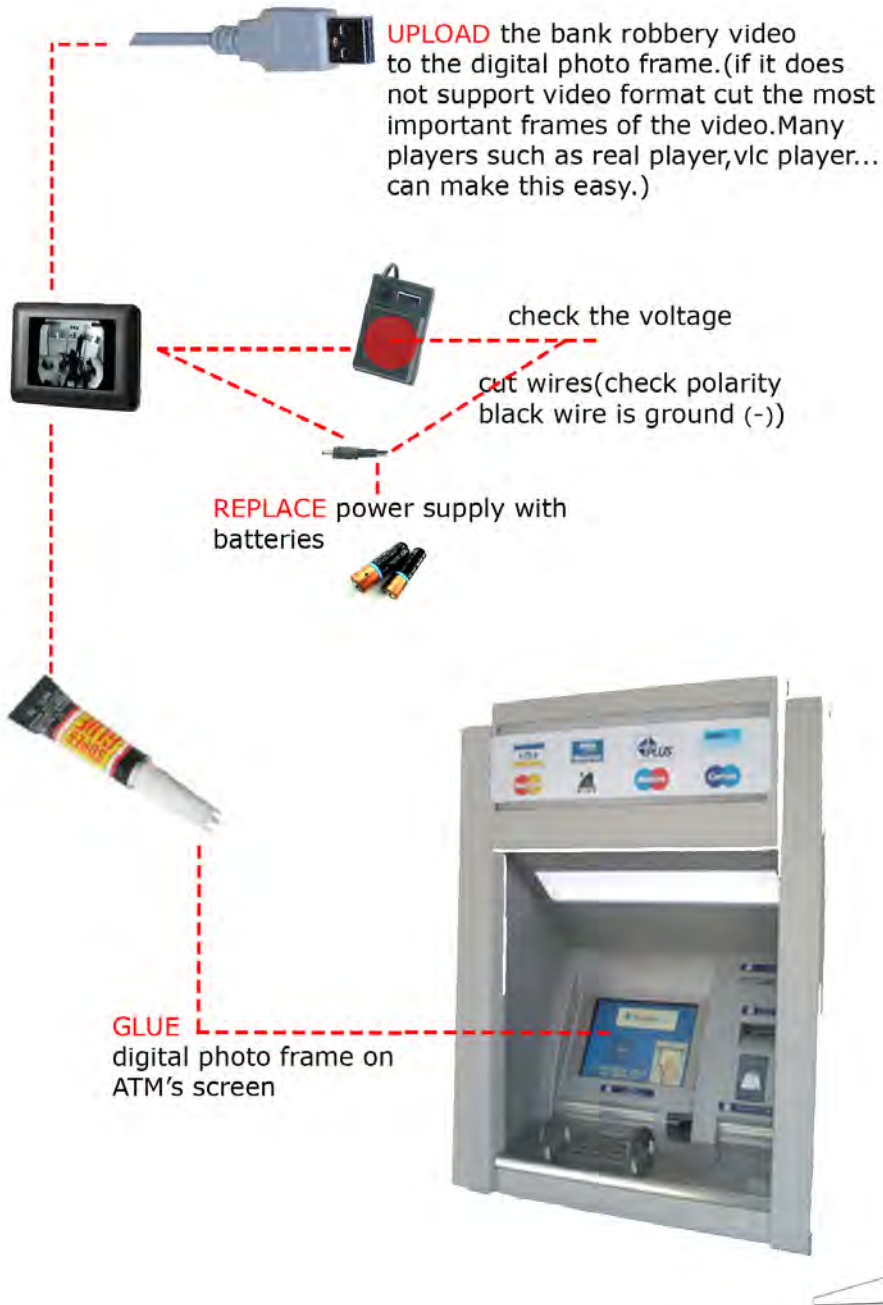 UPLOAD the bank robbery video
to the digital photo frame.(if it does
not support video format cut the most
important frames of the video.Many
players such as real player,vlc player...
can make this easy.)
check the voltage
cut wires(check polarity
black wire is ground (-))
REPLACE power supply with
batteries
PLUS
GLUE
digital photo frame on
ATM's screen